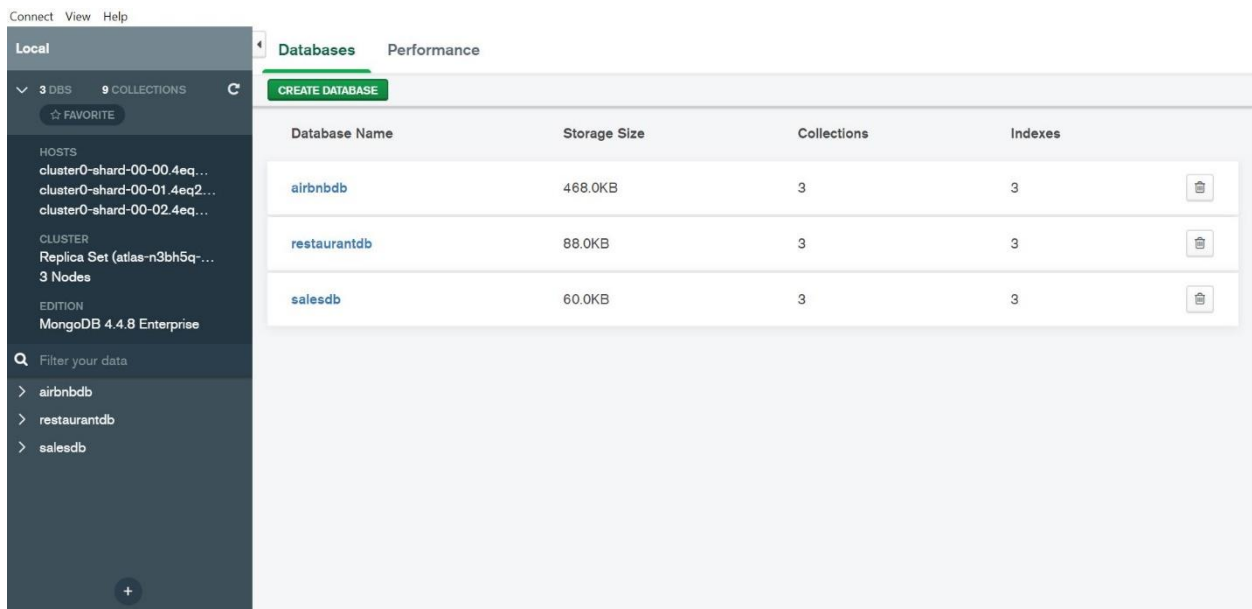 Connect View Help
Local
3 DBS 9 COLLECTIONS
FAVORITE
HOSTS
cluster0-shard-00-00.4eq...
cluster0-shard-00-01.4eq2...
cluster0-shard-00-02.4eq...
CLUSTER
Replica Set (atlas-n3bh5q-...
3 Nodes
EDITION
MongoDB 4.4.8 Enterprise
Filter your data
airbnbdb
restaurantdb
salesdb
Databases Performance
CREATE DATABASE
Database Name Storage Size Collections Indexes
airbnbdb 468.0KB 3 3
restaurantdb 88.0KB 3 3
salesdb 60.0KB 3 3